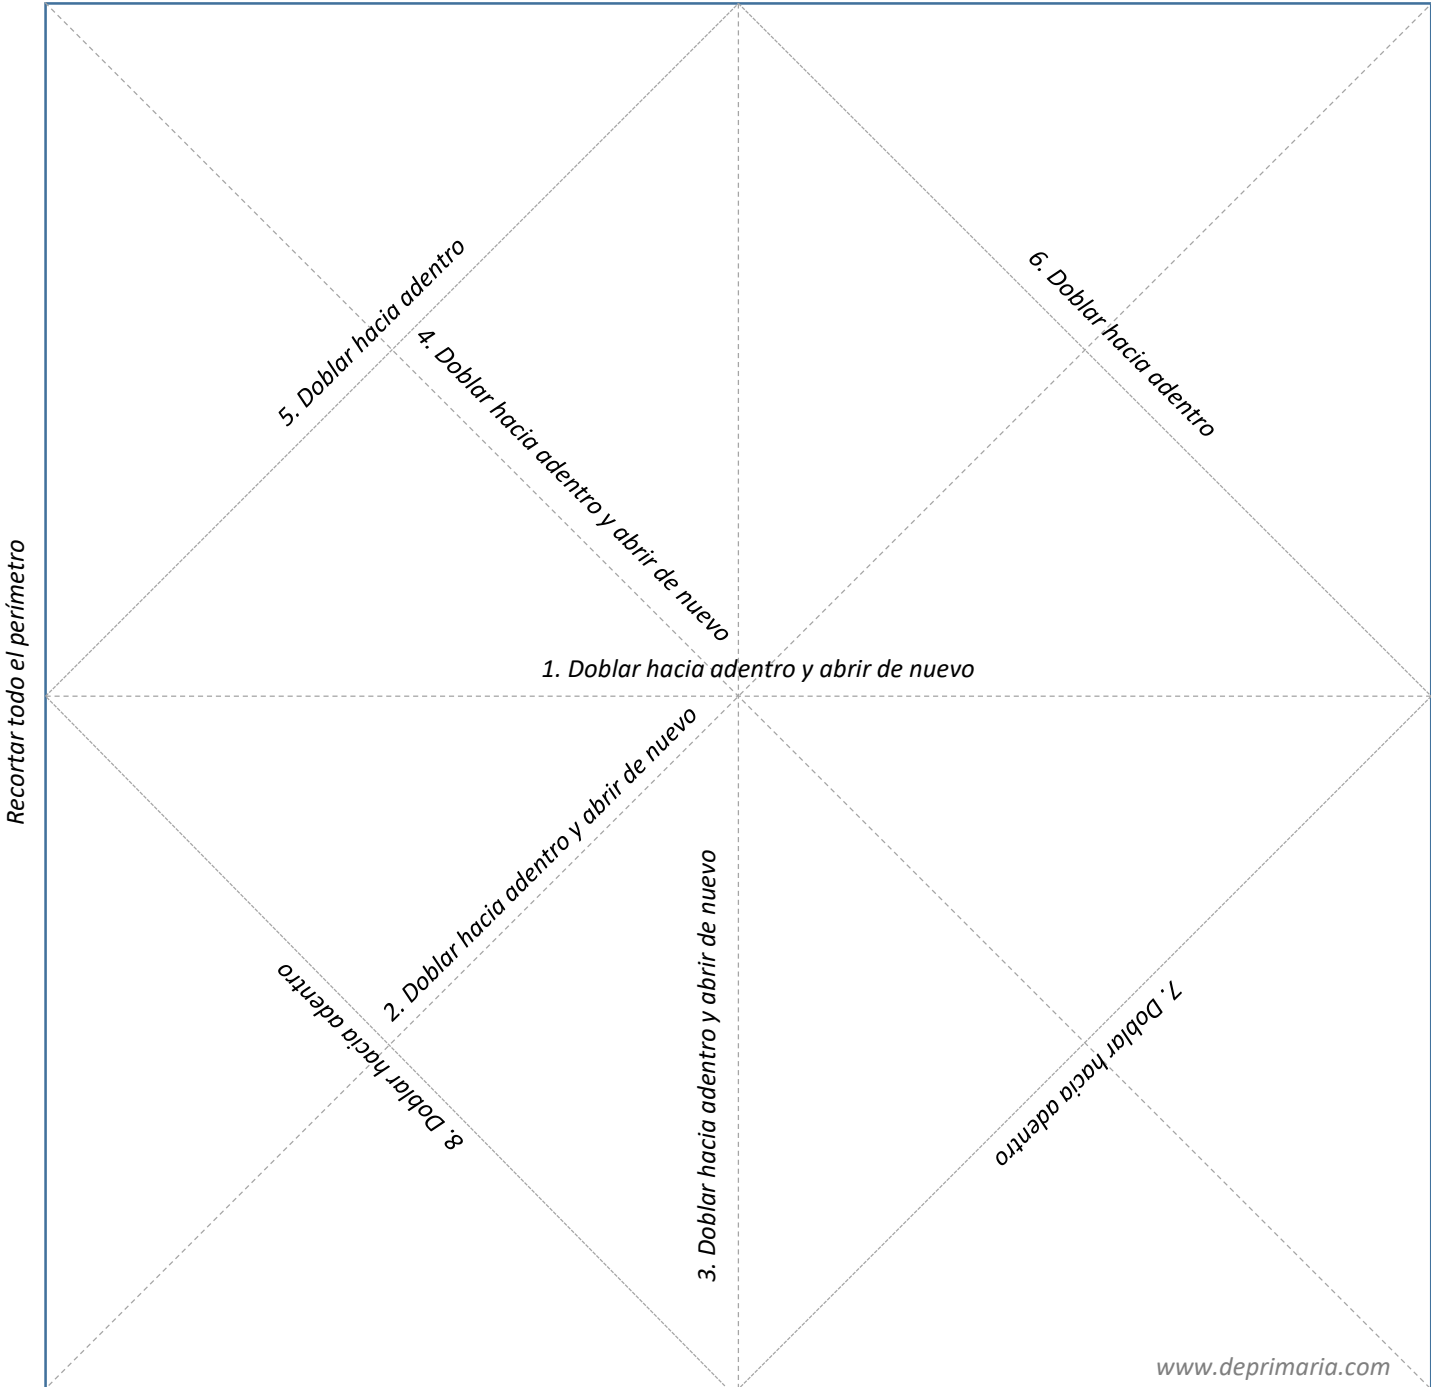 5. Doblar hacia adentro
6. Doblar hacia adentro
4. Doblar hacia adentro y abrir de nuevo
Recortar todo el perímetro
1. Doblar hacia adentro y abrir de nuevo
2. Doblar hacia adentro y abrir de nuevo
3. Doblar hacia adentro y abrir de nuevo
8. Doblar hacia adentro
7. Doblar hacia adentro
www.deprimaria.com